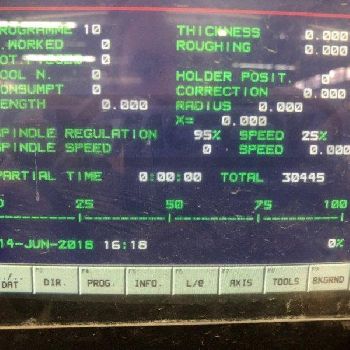 ROGRAMME 10 THICKNESS 0.000
.WORKED 0 ROUGHING 0.000
0
OOL N. 0 HOLDER POSIT. 0
ONSUMPT 0 CORRECTION 0.000
ENGTH 0.000 RADIUS 0.000
X= 0.000
SPINDLE REGULATION 95% SPEED 25%
SPINDLE SPEED 0 SPEED 0.000
PARTIAL TIME 0:00:00 TOTAL 30445
0 25 50 75 100
14-JUN-2018 16:18 0%
DAT DIR. PROG. INFO. L/@ AXIS TOOLS BKGRND